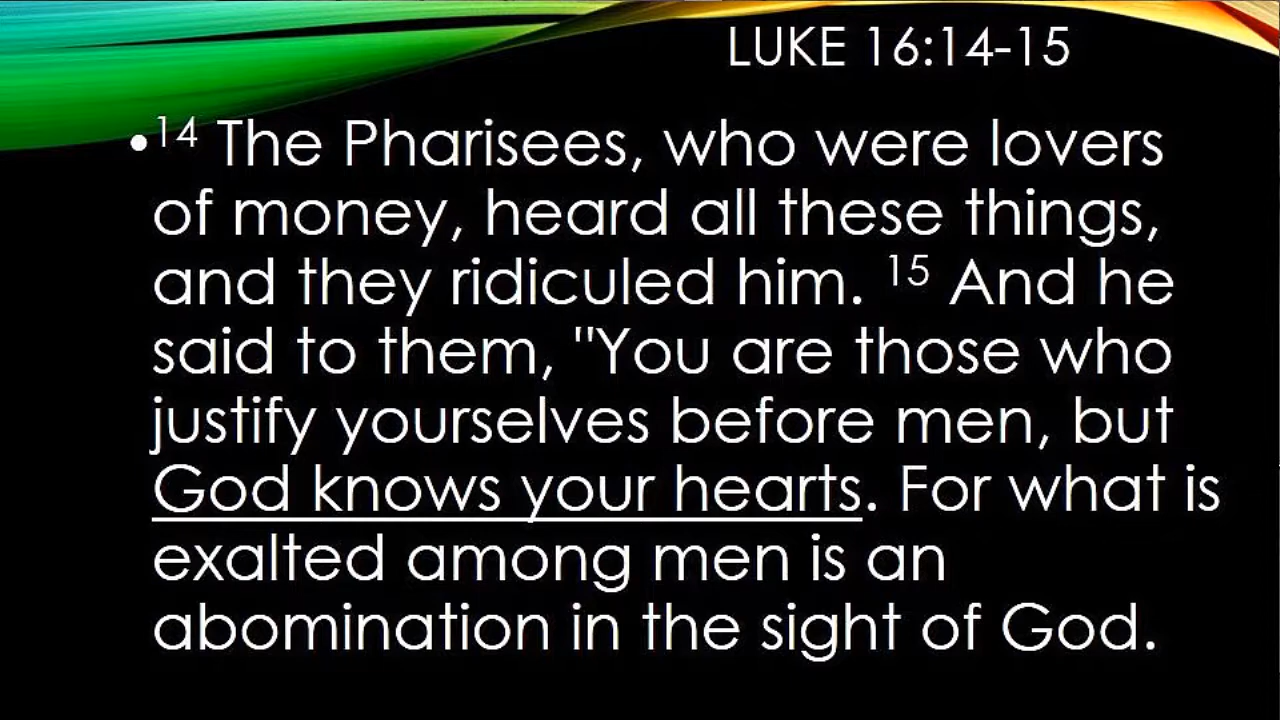 LUKE 16:14-15
•14 The Pharisees, who were lovers
of money, heard all these things,
and they ridiculed him. 15 And he
said to them, "You are those who
justify yourselves before men, but
God knows your hearts. For what is
exalted among men is an
abomination in the sight of God.